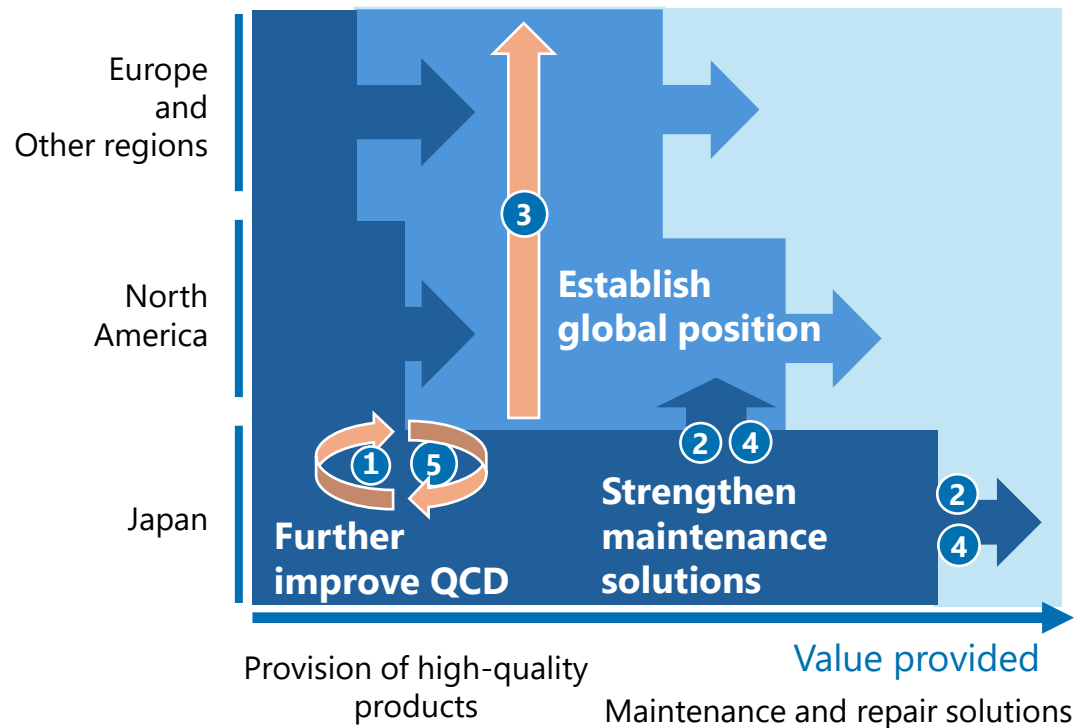 Europe
and
Other regions
3
Establish
global position
North
America
2
4
1
5
Strengthen
maintenance
solutions
2
4
Japan
Further
improve QCD
Value provided
Provision of high-quality
products
Maintenance and repair solutions